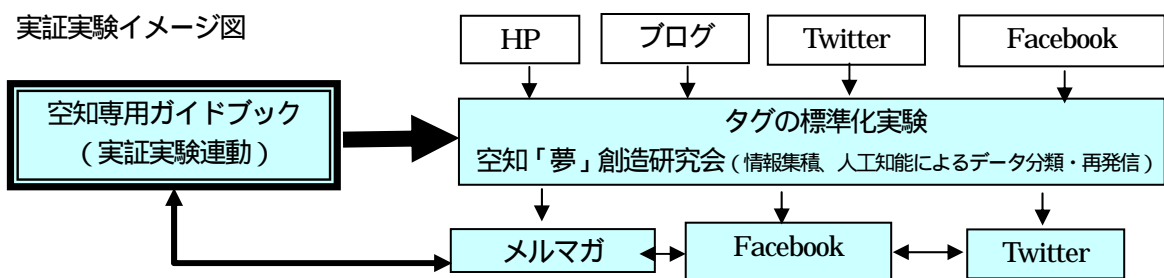 実証実験イメージ図
HP
ブログ
Twitter
Facebook
空知専用ガイドブック
(実証実験連動)
タグの標準化実験
空知「夢」創造研究会(情報集積、人工知能によるデータ分類・再発信)
メルマガ
Facebook
Twitter